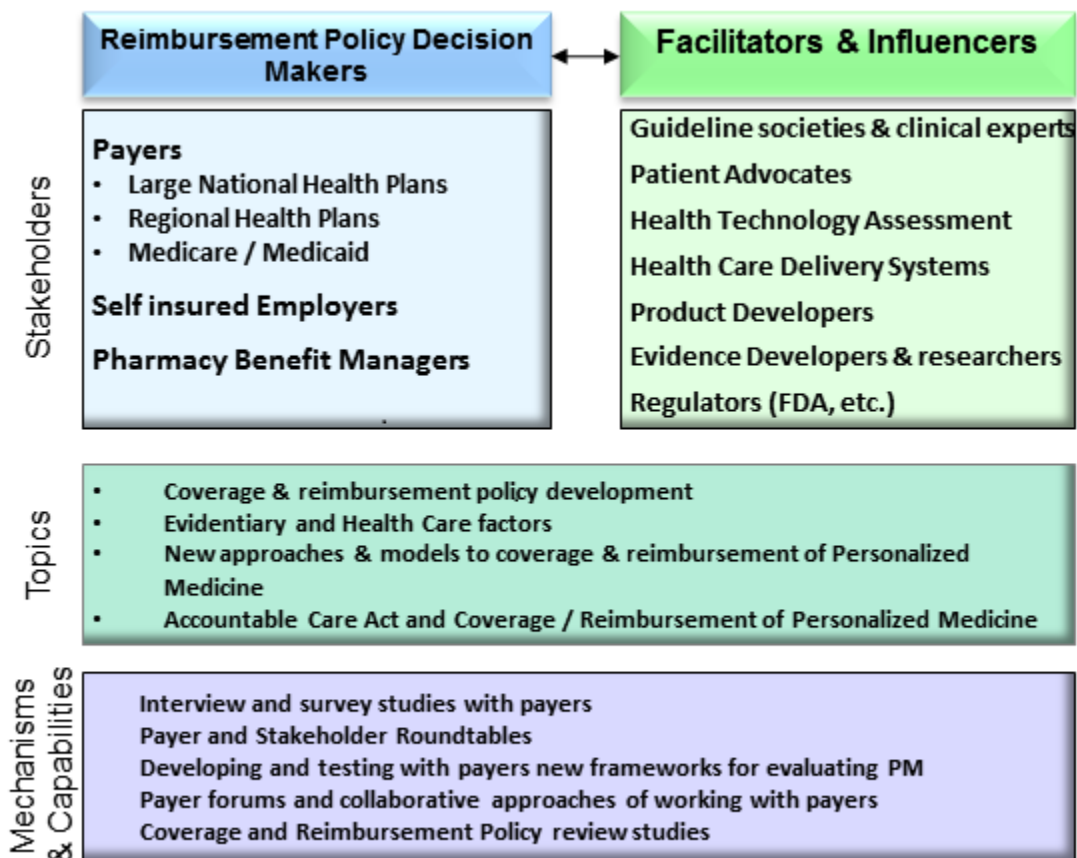 Reimbursement Policy Decision
Makers
Facilitators & Influencers
Stakeholders
Payers
• Large National Health Plans
• Regional Health Plans
• Medicare / Medicaid
Self insured Employers
Pharmacy Benefit Managers
.
Guideline societies & clinical experts
Patient Advocates
Health Technology Assessment
Health Care Delivery Systems
Product Developers
Evidence Developers & researchers
Regulators (FDA, etc.)
Topics
• Coverage & reimbursement policy development
• Evidentiary and Health Care factors
• New approaches & models to coverage & reimbursement of Personalized
Medicine
• Accountable Care Act and Coverage / Reimbursement of Personalized Medicine
Mechanisms
& Capabilities
Interview and survey studies with payers
Payer and Stakeholder Roundtables
Developing and testing with payers new frameworks for evaluating PM
Payer forums and collaborative approaches of working with payers
Coverage and Reimbursement Policy review studies